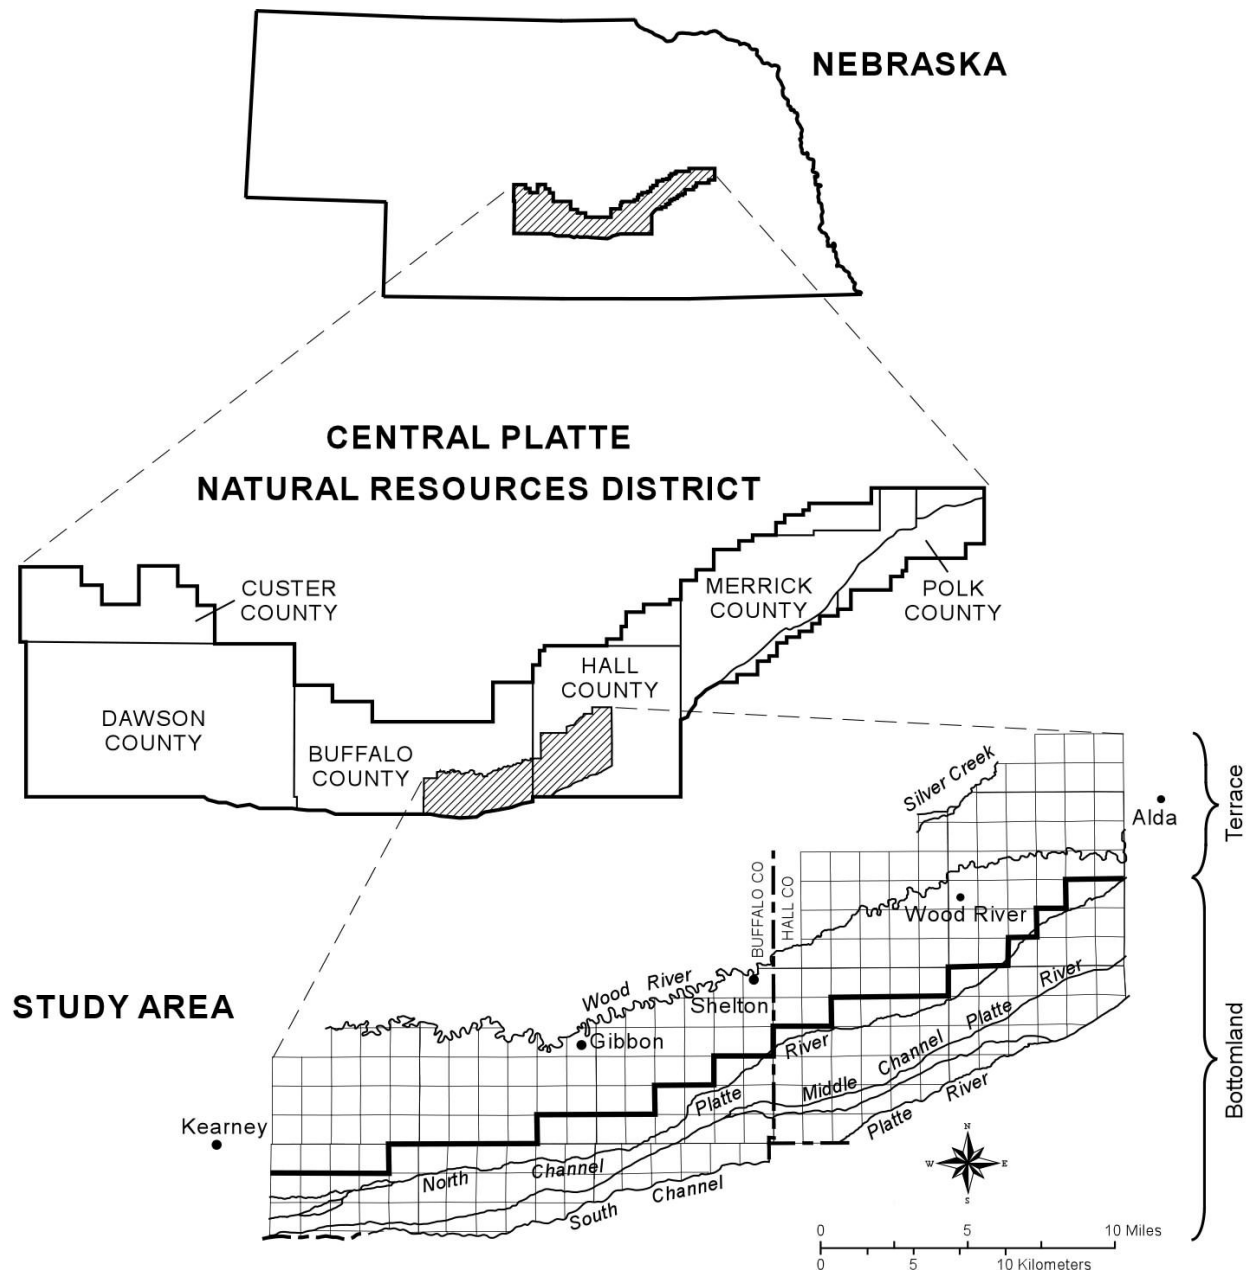 NEBRASKA
CENTRAL PLATTE
NATURAL RESOURCES DISTRICT
CUSTER
COUNTY
MERRICK
COUNTY
POLK
COUNTY
HALL
COUNTY
DAWSON
COUNTY
BUFFALO
COUNTY
Silver Creek
Alda
Terrace
BUFFALO CO
HALL CO
Wood River
Wood River
Shelton
STUDY AREA
Gibbon
Kearney
Platte River
Middle Channel Platte River
North Channel
South Channel
Platte River
Bottomland
N
W E
S
0 5 10 Miles
0 5 10 Kilometers